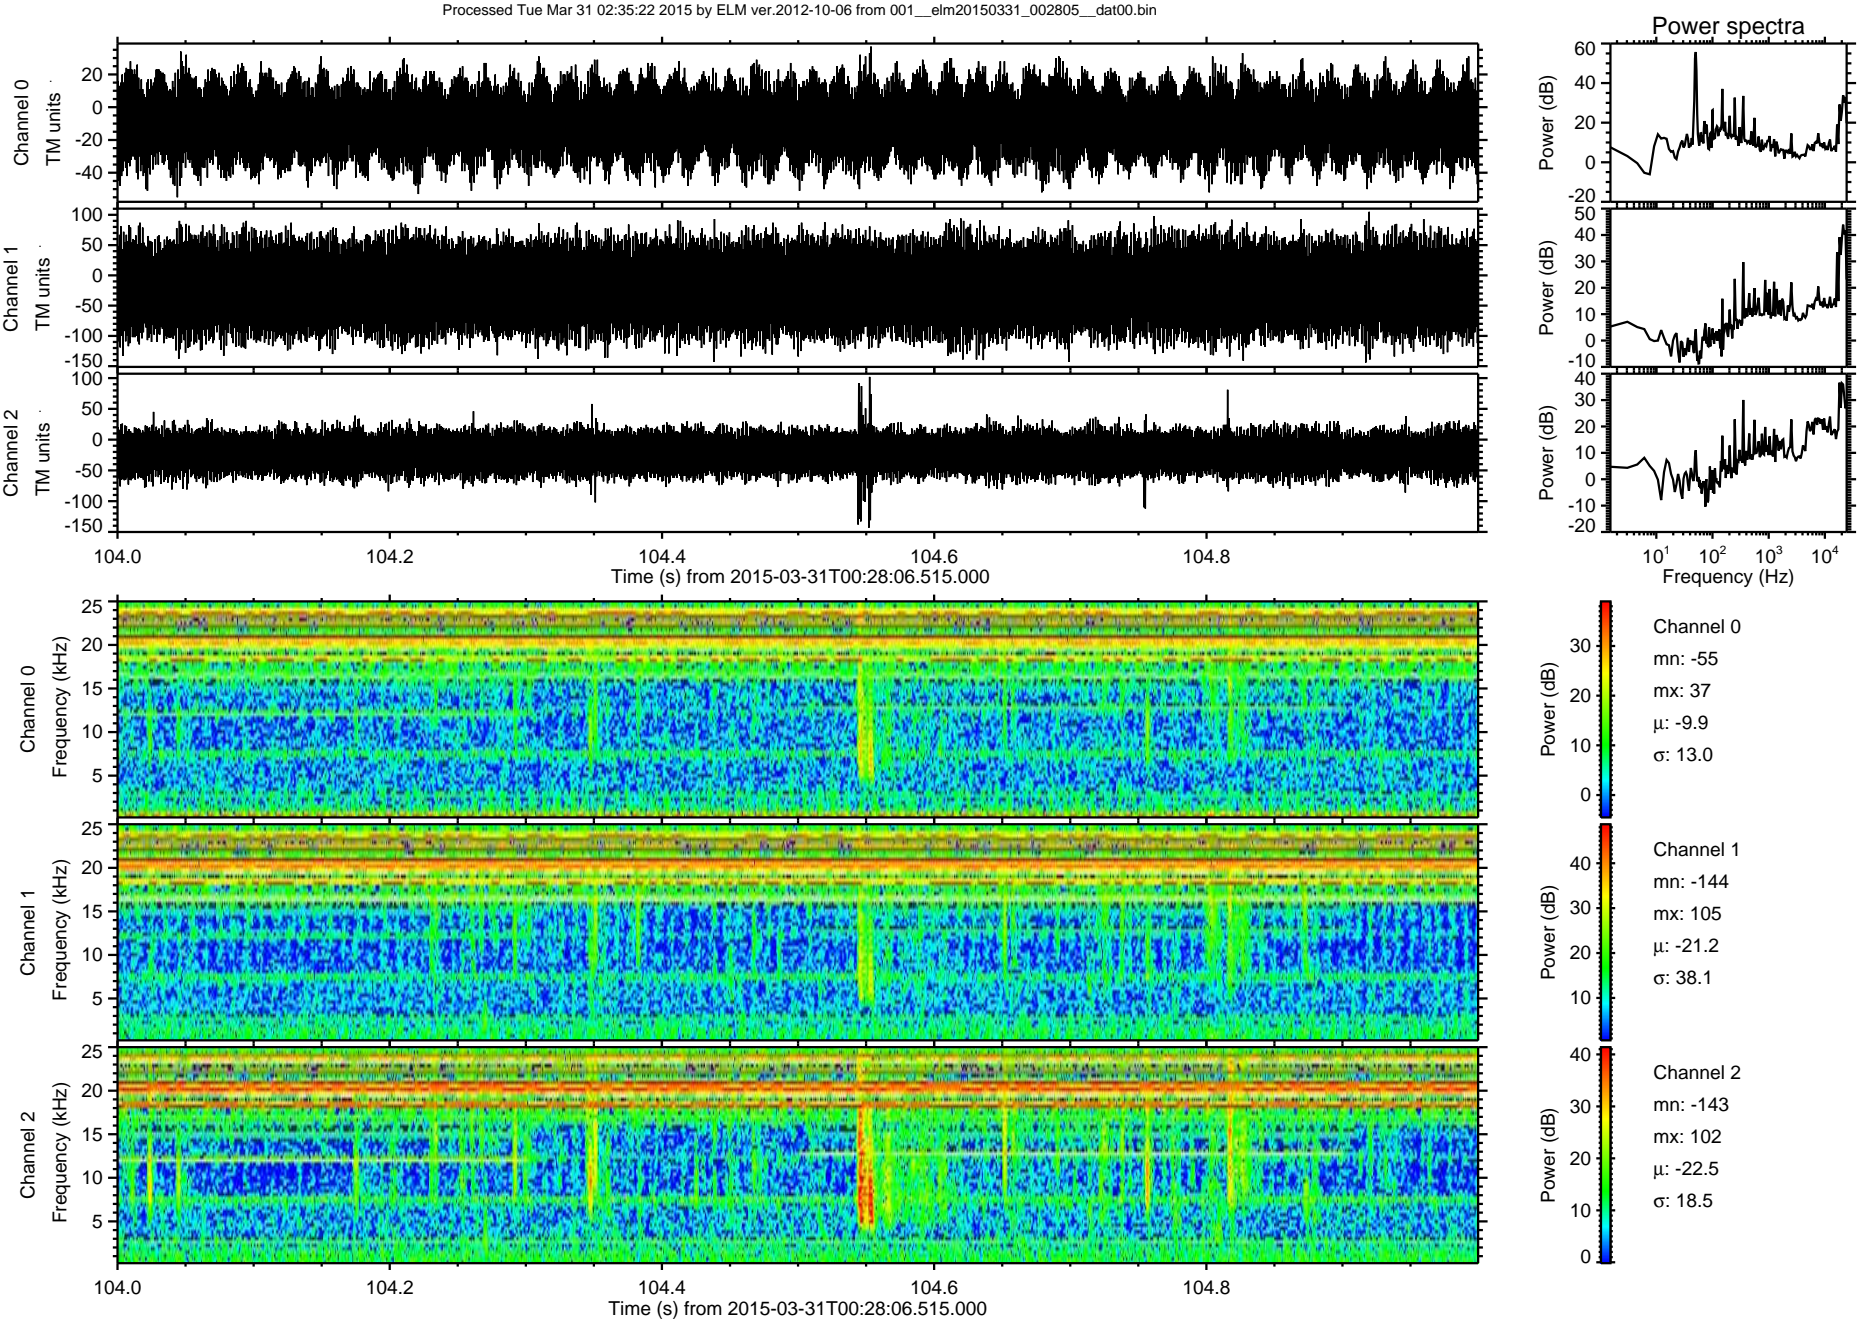 Processed Tue Mar 31 02:35:22 2015 by ELM ver.2012-10-06 from 001__elm20150331_002805__dat00.bin
Power spectra
Channel 0
TM units
20
0
-20
-40
Power (dB)
60
40
20
0
-20
Channel 1
TM units
100
50
0
-50
-100
-150
Power (dB)
50
40
30
20
10
0
-10
Channel 2
TM units
100
50
0
-50
-100
-150
Power (dB)
40
30
20
10
0
-10
-20
104.0 104.2 104.4 104.6 104.8
Time (s) from 2015-03-31T00:28:06.515.000
10^1 10^2 10^3 10^4
Frequency (Hz)
Channel 0
Frequency (kHz)
25
20
15
10
5
Power (dB)
30
20
10
0
Channel 0
mn: -55
mx: 37
μ: -9.9
σ: 13.0
Channel 1
Frequency (kHz)
25
20
15
10
5
Power (dB)
40
30
20
10
Channel 1
mn: -144
mx: 105
μ: -21.2
σ: 38.1
Channel 2
Frequency (kHz)
25
20
15
10
5
Power (dB)
40
30
20
10
0
Channel 2
mn: -143
mx: 102
μ: -22.5
σ: 18.5
104.0 104.2 104.4 104.6 104.8
Time (s) from 2015-03-31T00:28:06.515.000